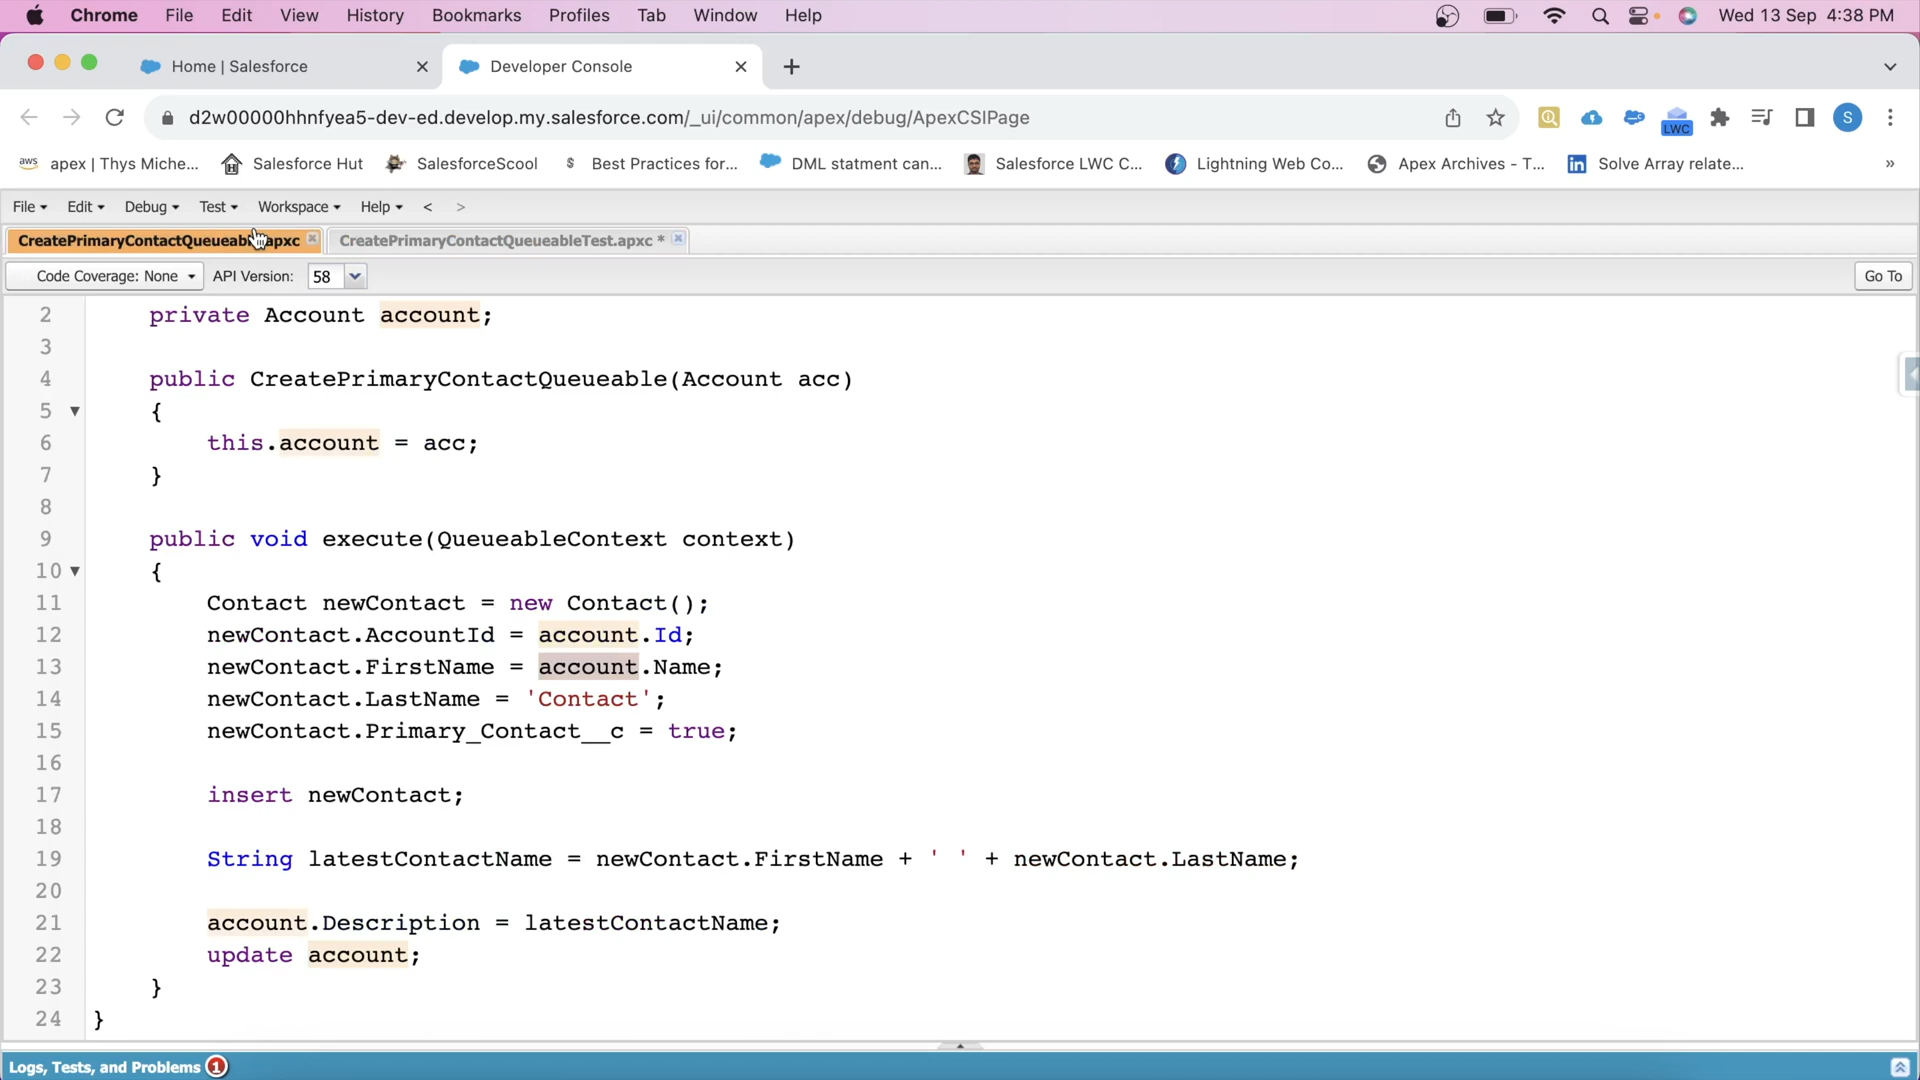 Chrome File Edit View History Bookmarks Profiles Tab Window Help Wed 13 Sep 4:38 PM
Home | Salesforce Developer Console
d2w00000hhnfyea5-dev-ed.develop.my.salesforce.com/_ui/common/apex/debug/ApexCSIPage LWC S
aws apex | Thys Miche... Salesforce Hut SalesforceScool S Best Practices for... DML statment can... Salesforce LWC C... Lightning Web Co... Apex Archives - T... in Solve Array relate... »
File Edit Debug Test Workspace Help < >
CreatePrimaryContactQueueable.apxc CreatePrimaryContactQueueableTest.apxc *
Code Coverage: None API Version: 58 Go To
2 private Account account;
3
4 public CreatePrimaryContactQueueable(Account acc)
5 {
6 this.account = acc;
7 }
8
9 public void execute(QueueableContext context)
10 {
11 Contact newContact = new Contact();
12 newContact.AccountId = account.Id;
13 newContact.FirstName = account.Name;
14 newContact.LastName = 'Contact';
15 newContact.Primary_Contact__c = true;
16
17 insert newContact;
18
19 String latestContactName = newContact.FirstName + ' ' + newContact.LastName;
20
21 account.Description = latestContactName;
22 update account;
23 }
24 }
Logs, Tests, and Problems 1